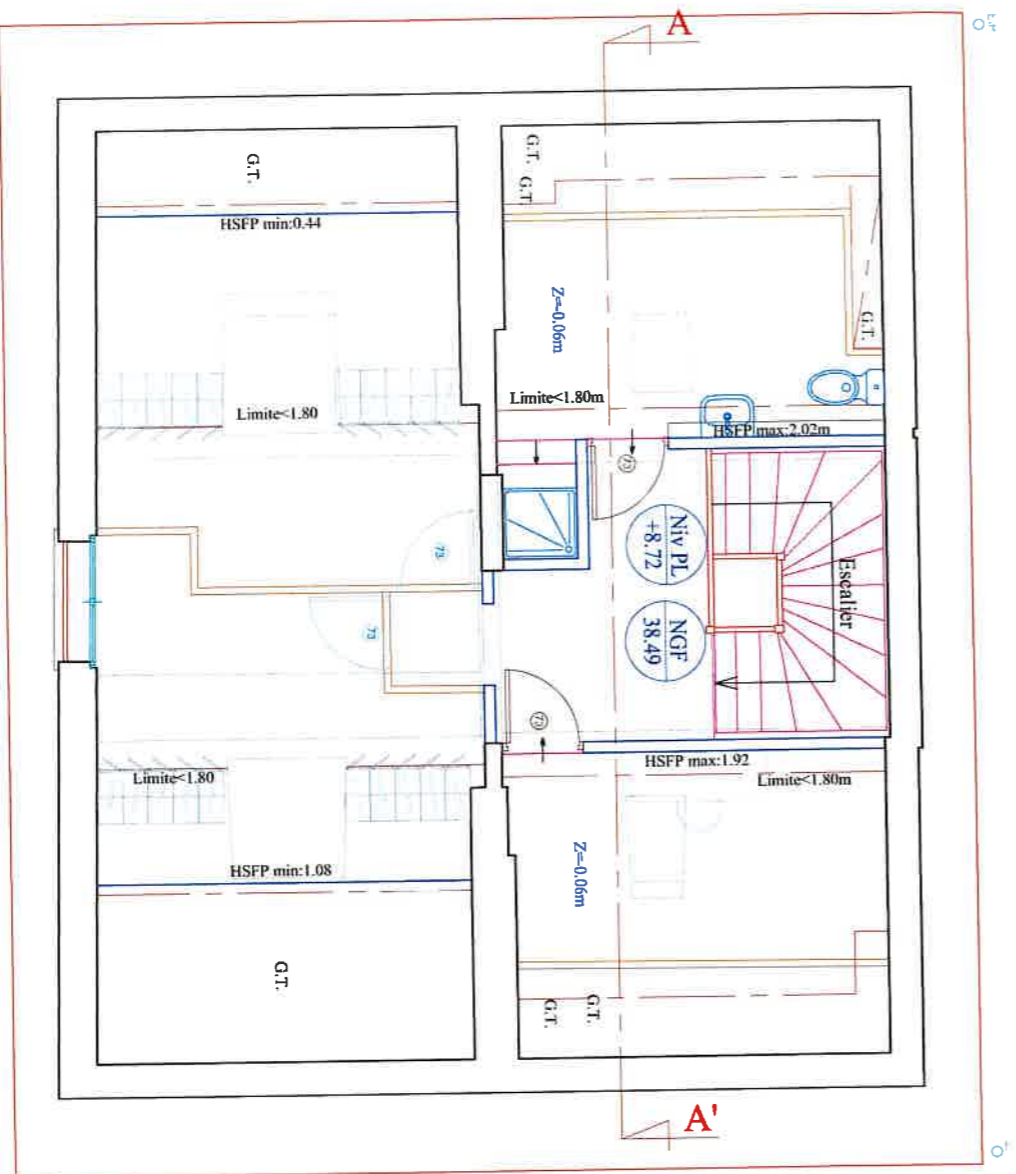 A
G.T.
HSFP min:0.44
G.T.
G.T.
G.T.
Z=-0.06m
Limite<1.80
Limite<1.80m
HSFP max:2.02m
73
73
73
Niv PL
+8.72
NGF
38.49
Escalier
73
HSFP max:1.92
Limite<1.80m
Limite<1.80
HSFP min:1.08
Z=-0.06m
G.T.
G.T.
G.T.
A'